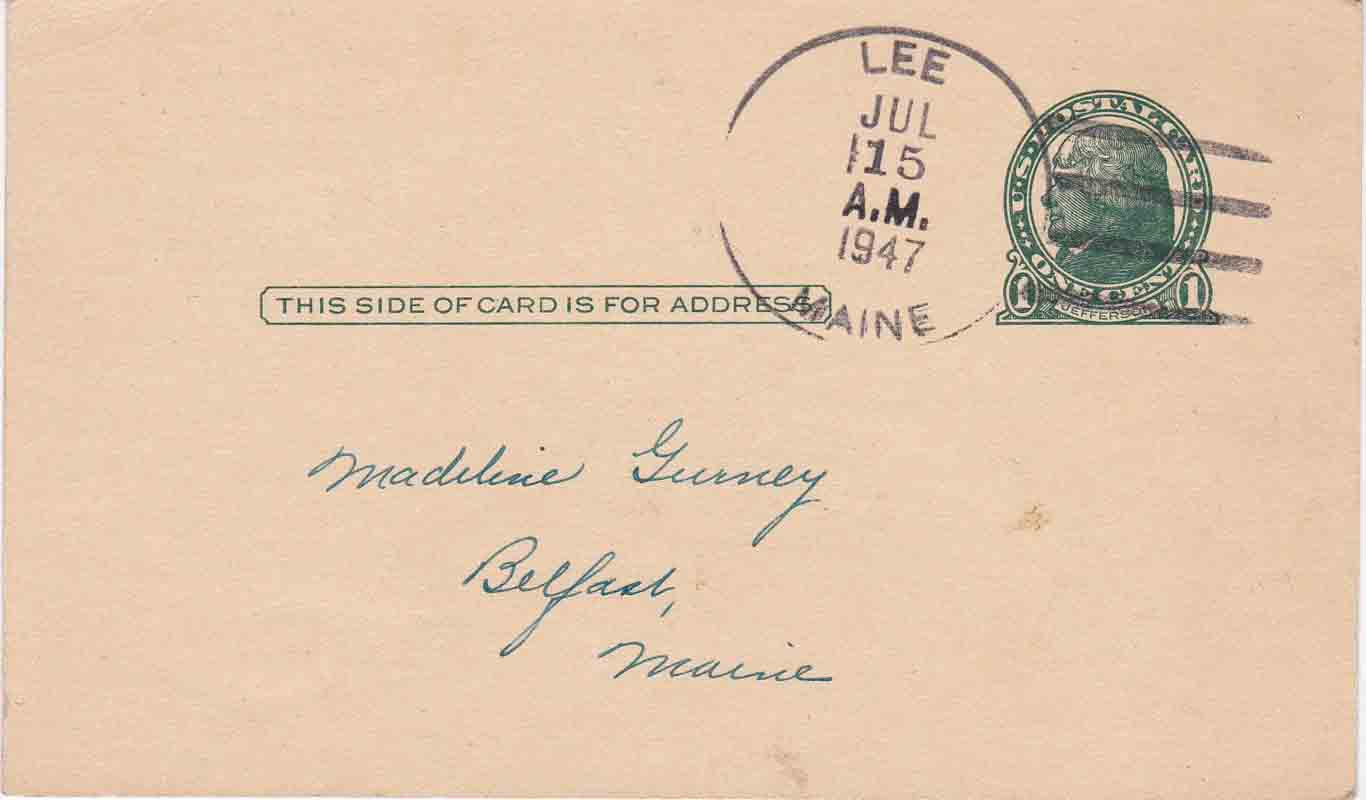 LEE
JUL
15
A.M.
1947
MAINE
U.S. POSTAL CARD
ONE CENT
1 JEFFERSON 1
THIS SIDE OF CARD IS FOR ADDRESS.
Madeline Gurney
Belfast,
Maine